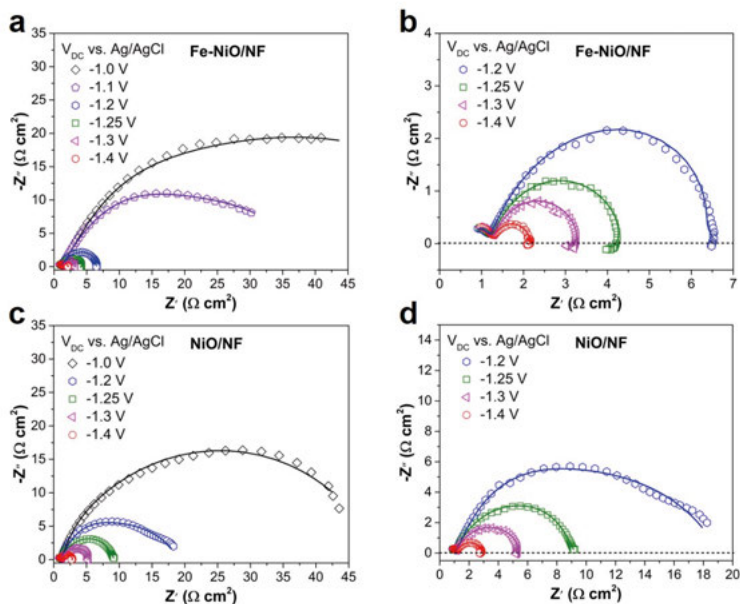 a
V_DC vs. Ag/AgCl
Fe-NiO/NF
-1.0 V
-1.1 V
-1.2 V
-1.25 V
-1.3 V
-1.4 V
35
30
25
20
15
10
5
0
-Z″ (Ω cm²)
0 5 10 15 20 25 30 35 40 45
Z′ (Ω cm²)
b
V_DC vs. Ag/AgCl
Fe-NiO/NF
-1.2 V
-1.25 V
-1.3 V
-1.4 V
4
3
2
1
0
-Z″ (Ω cm²)
0 1 2 3 4 5 6 7
Z′ (Ω cm²)
c
V_DC vs. Ag/AgCl
NiO/NF
-1.0 V
-1.2 V
-1.25 V
-1.3 V
-1.4 V
35
30
25
20
15
10
5
0
-Z″ (Ω cm²)
0 5 10 15 20 25 30 35 40 45
Z′ (Ω cm²)
d
V_DC vs. Ag/AgCl
NiO/NF
-1.2 V
-1.25 V
-1.3 V
-1.4 V
14
12
10
8
6
4
2
0
-Z″ (Ω cm²)
0 2 4 6 8 10 12 14 16 18 20
Z′ (Ω cm²)